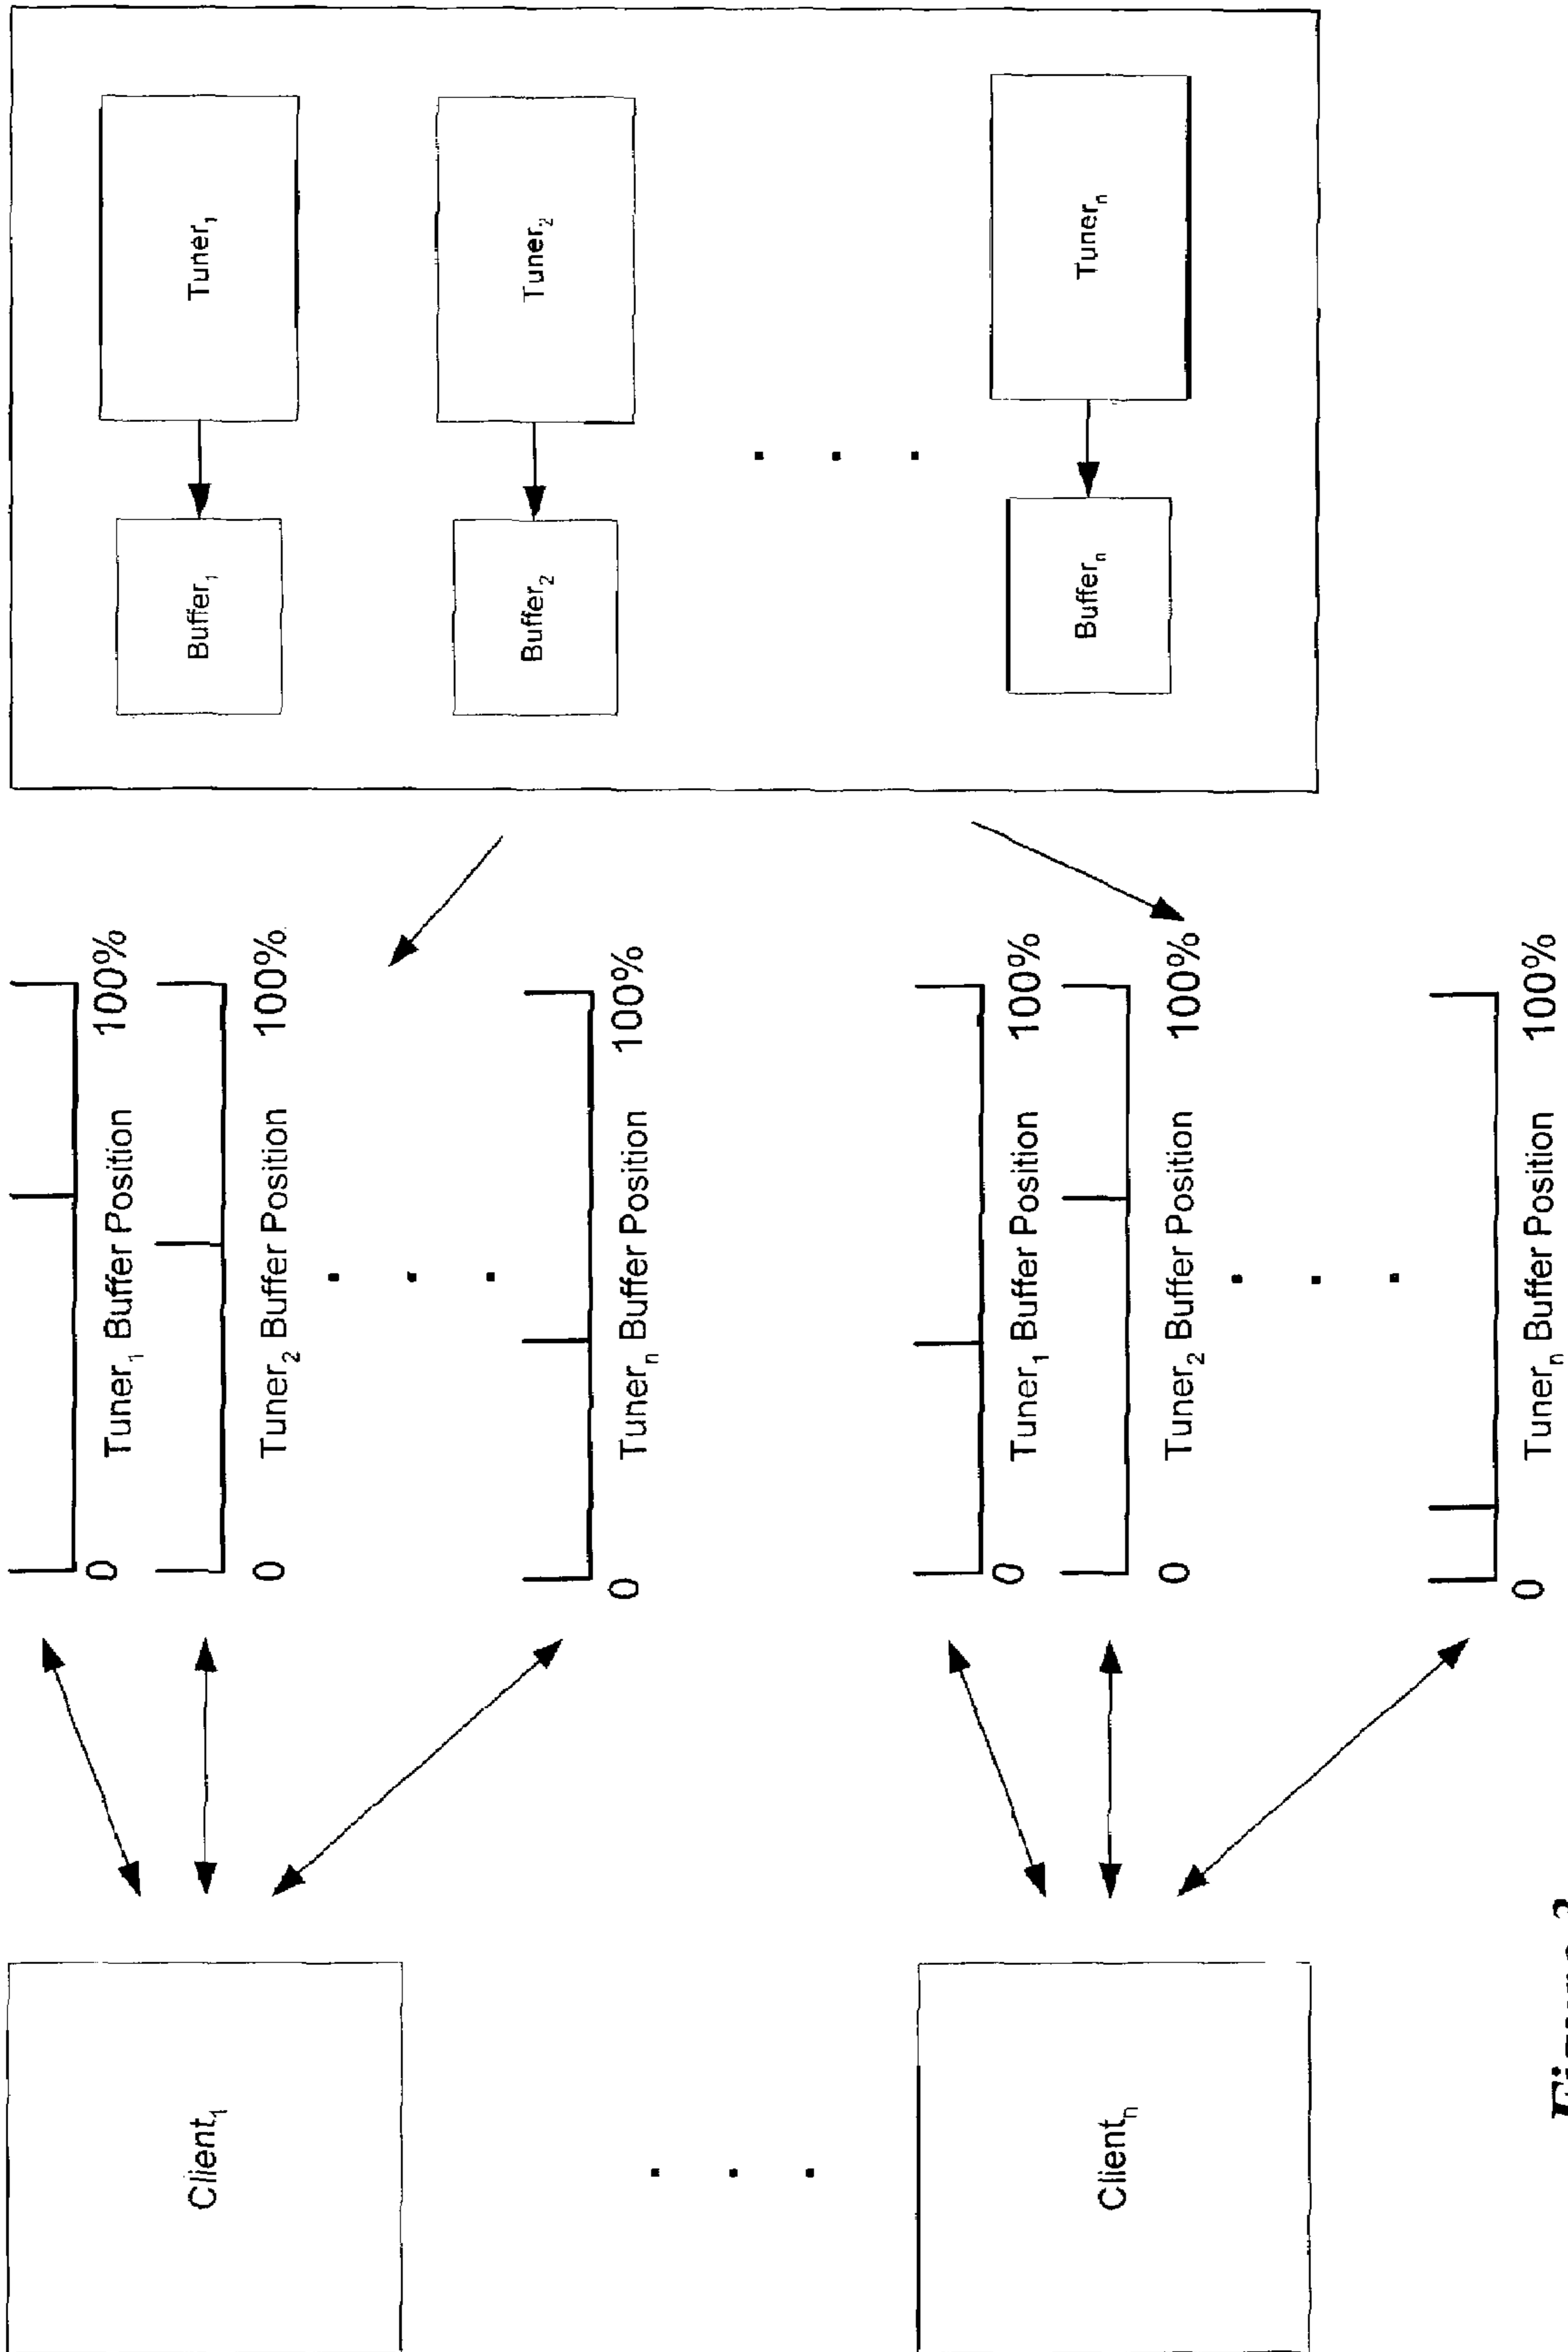 Client₁
0 Tuner₁ Buffer Position 100%
Buffer₁
Tuner₁
0 Tuner₂ Buffer Position 100%
Buffer₂
Tuner₂
0 Tunerₙ Buffer Position 100%
Clientₙ
0 Tuner₁ Buffer Position 100%
Bufferₙ
Tunerₙ
0 Tuner₂ Buffer Position 100%
0 Tunerₙ Buffer Position 100%
Figure